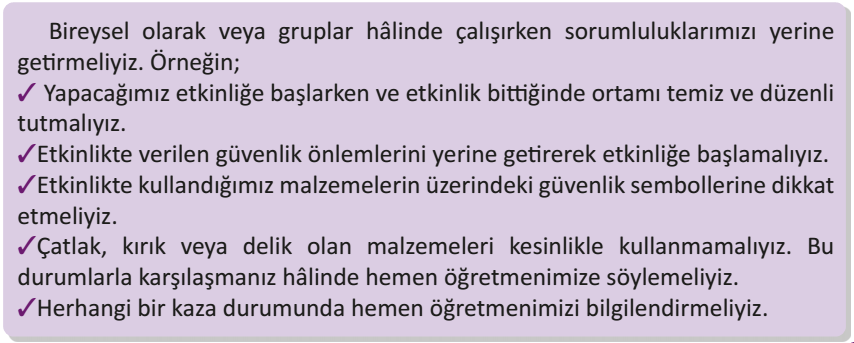 Bireysel olarak veya gruplar hâlinde çalışırken sorumluluklarımızı yerine
getirmeliyiz. Örneğin;
✓ Yapacağımız etkinliğe başlarken ve etkinlik bittiğinde ortamı temiz ve düzenli
tutmalıyız.
✓Etkinlikte verilen güvenlik önlemlerini yerine getirerek etkinliğe başlamalıyız.
✓Etkinlikte kullandığımız malzemelerin üzerindeki güvenlik sembollerine dikkat
etmeliyiz.
✓Çatlak, kırık veya delik olan malzemeleri kesinlikle kullanmamalıyız. Bu
durumlarla karşılaşmanız hâlinde hemen öğretmenimize söylemeliyiz.
✓Herhangi bir kaza durumunda hemen öğretmenimizi bilgilendirmeliyiz.